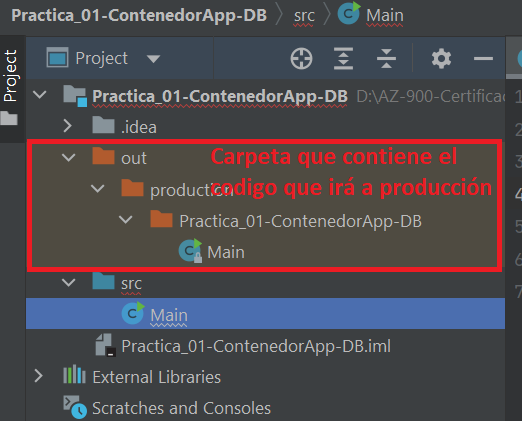 Practica_01-ContenedorApp-DB src Main
Project
Project
Practica_01-ContenedorApp-DB D:\AZ-900-Certificac
1
.idea
2
out Carpeta que contiene el
3
production codigo que irá a producción
4
Practica_01-ContenedorApp-DB
5
Main
6
src
7
Main
Practica_01-ContenedorApp-DB.iml
External Libraries
Scratches and Consoles